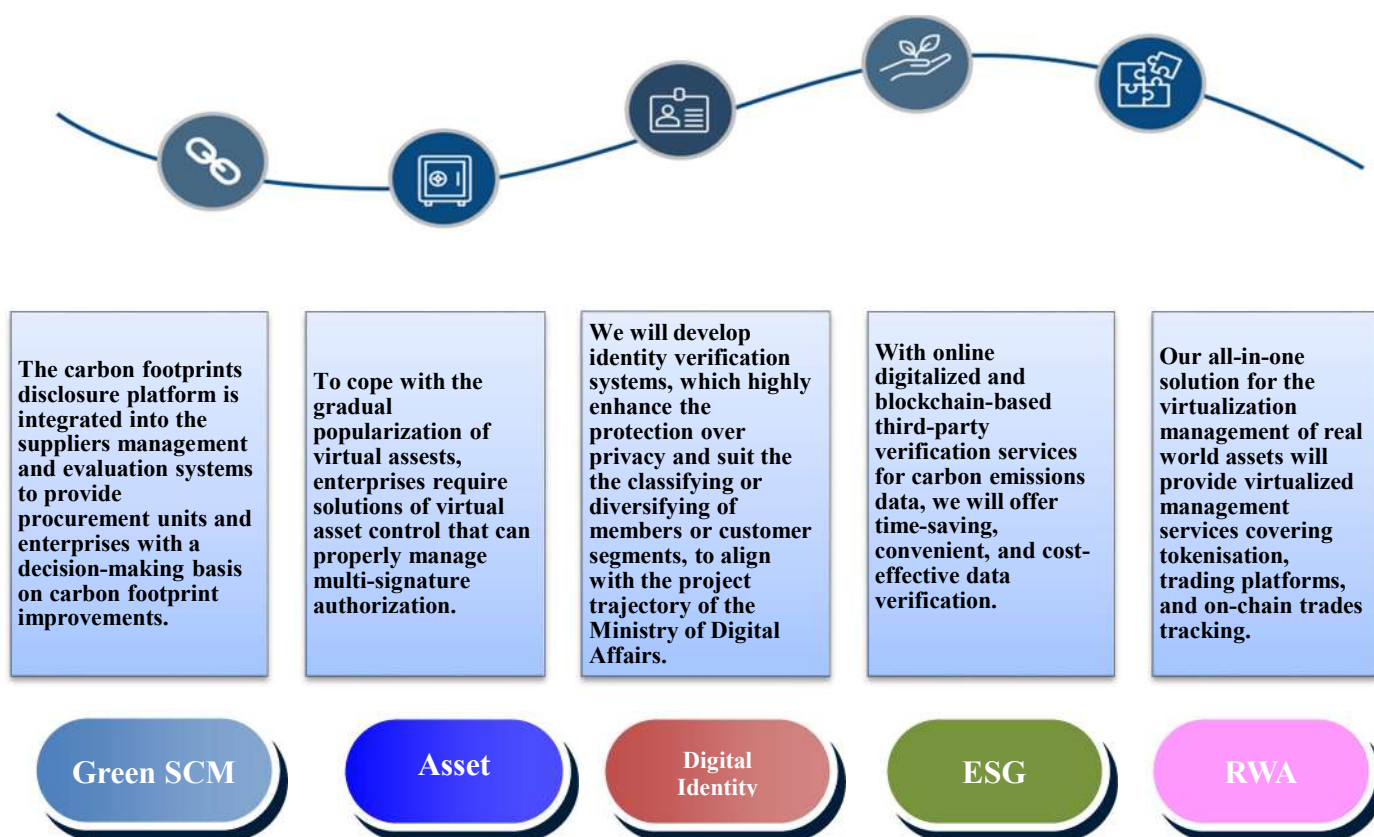 The carbon footprints
disclosure platform is
integrated into the
suppliers management
and evaluation systems
to provide
procurement units and
enterprises with a
decision-making basis
on carbon footprint
improvements.
To cope with the
gradual
popularization of
virtual assests,
enterprises require
solutions of virtual
asset control that can
properly manage
multi-signature
authorization.
We will develop
identity verification
systems, which highly
enhance the
protection over
privacy and suit the
the classifying or
diversifying of
members or customer
segments, to align
with the project
trajectory of the
Ministry of Digital
Affairs.
With online
digitalized and
blockchain-based
third-party
verification services
for carbon emissions
data, we will offer
time-saving,
convenient, and cost-
effective data
verification.
Our all-in-one
solution for the
virtualization
management of real
world assets will
provide virtualized
management
services covering
tokenisation,
trading platforms,
and on-chain trades
tracking.
Green SCM
Asset
Digital
Identity
ESG
RWA